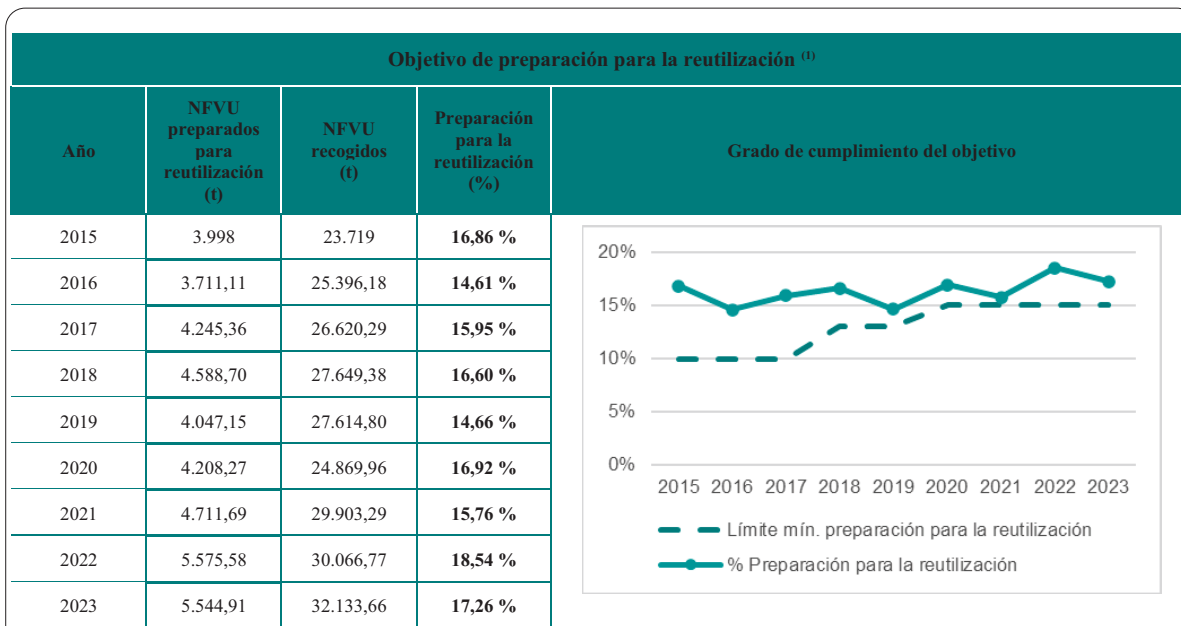 Objetivo de preparación para la reutilización (1)
Año
NFVU
preparados
para
reutilización
(t)
NFVU
recogidos
(t)
Preparación
para la
reutilización
(%)
Grado de cumplimiento del objetivo
2015 3.998 23.719 16,86 %
2016 3.711,11 25.396,18 14,61 %
2017 4.245,36 26.620,29 15,95 %
2018 4.588,70 27.649,38 16,60 %
2019 4.047,15 27.614,80 14,66 %
2020 4.208,27 24.869,96 16,92 %
2021 4.711,69 29.903,29 15,76 %
2022 5.575,58 30.066,77 18,54 %
2023 5.544,91 32.133,66 17,26 %
20%
15%
10%
5%
0%
2015 2016 2017 2018 2019 2020 2021 2022 2023
Límite mín. preparación para la reutilización
% Preparación para la reutilización